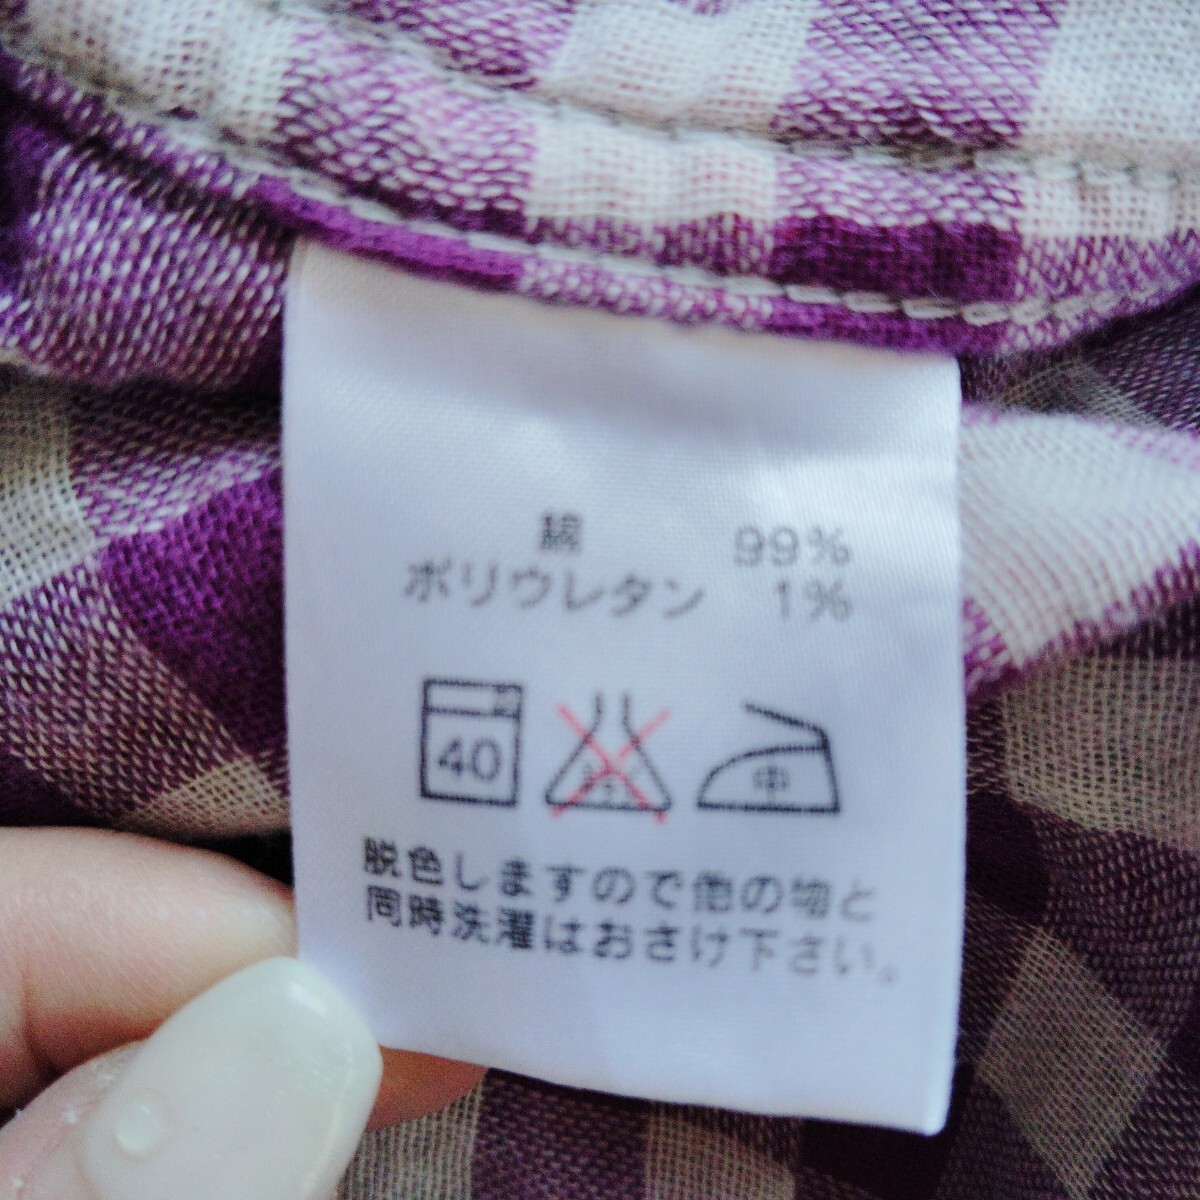 綿 99%
ポリウレタン 1%
40 中
脱色しますので他の物と
同時洗濯はおさけ下さい。